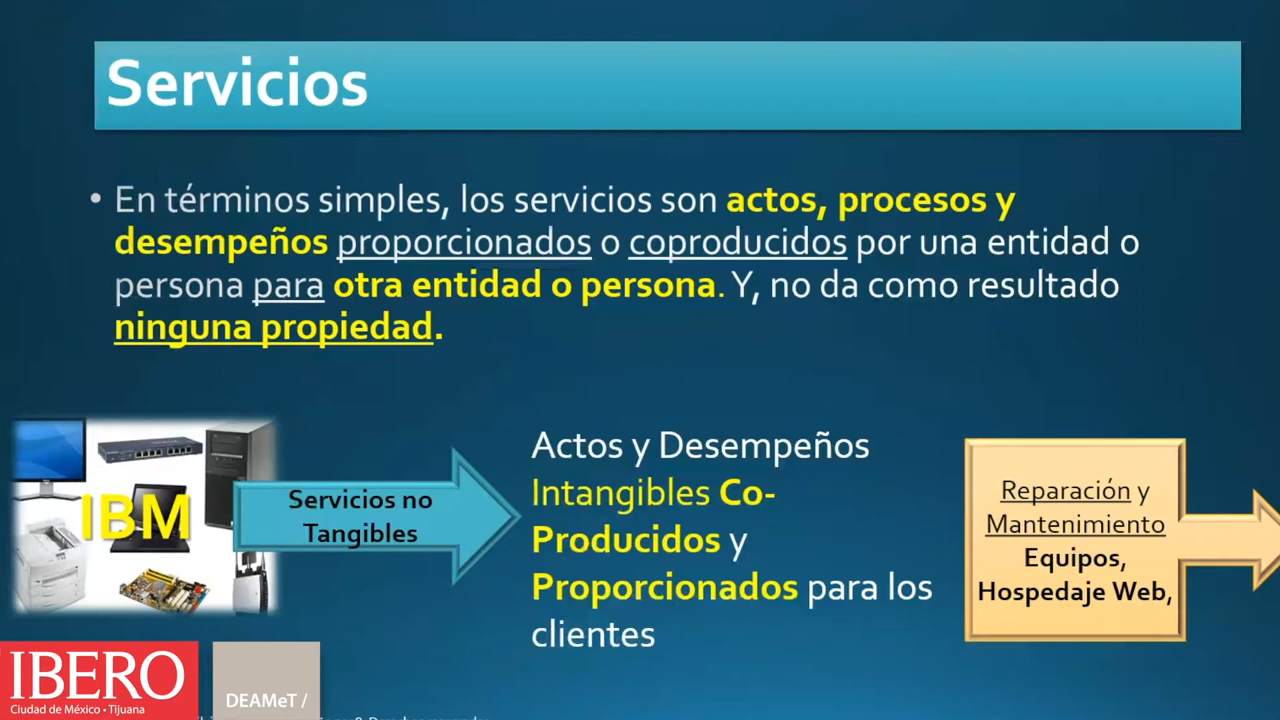 Servicios
• En términos simples, los servicios son actos, procesos y
desempeños proporcionados o coproducidos por una entidad o
persona para otra entidad o persona. Y, no da como resultado
ninguna propiedad.
IBM
Servicios no
Tangibles
Actos y Desempeños
Intangibles Co-
Producidos y
Proporcionados para los
clientes
Reparación y
Mantenimiento
Equipos,
Hospedaje Web,
IBERO
Ciudad de México • Tijuana
DEAMeT /